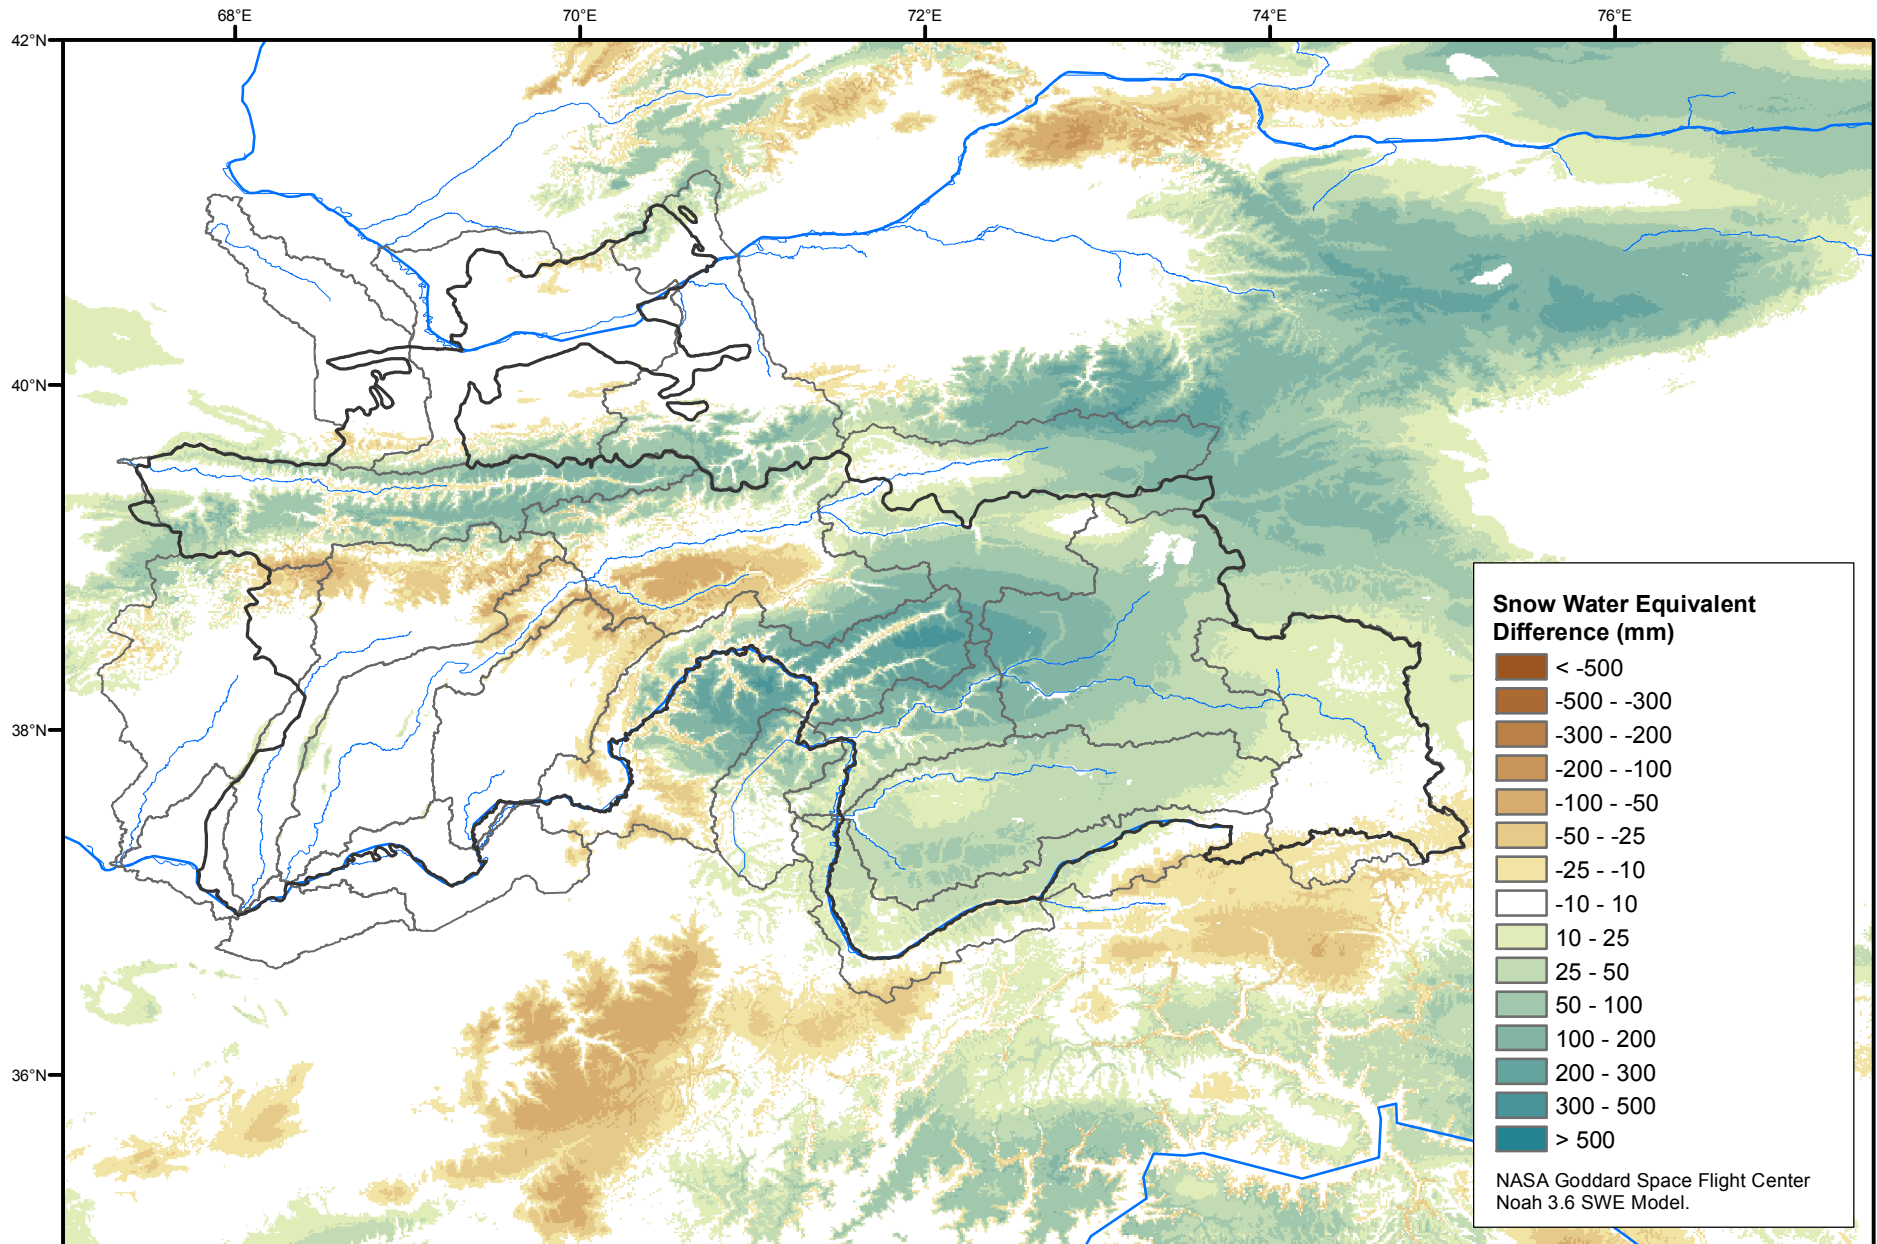 68°E
70°E
72°E
74°E
76°E
42°N
40°N
38°N
36°N
Snow Water Equivalent
Difference (mm)
< -500
-500 - -300
-300 - -200
-200 - -100
-100 - -50
-50 - -25
-25 - -10
-10 - 10
10 - 25
25 - 50
50 - 100
100 - 200
200 - 300
300 - 500
> 500
NASA Goddard Space Flight Center
Noah 3.6 SWE Model.